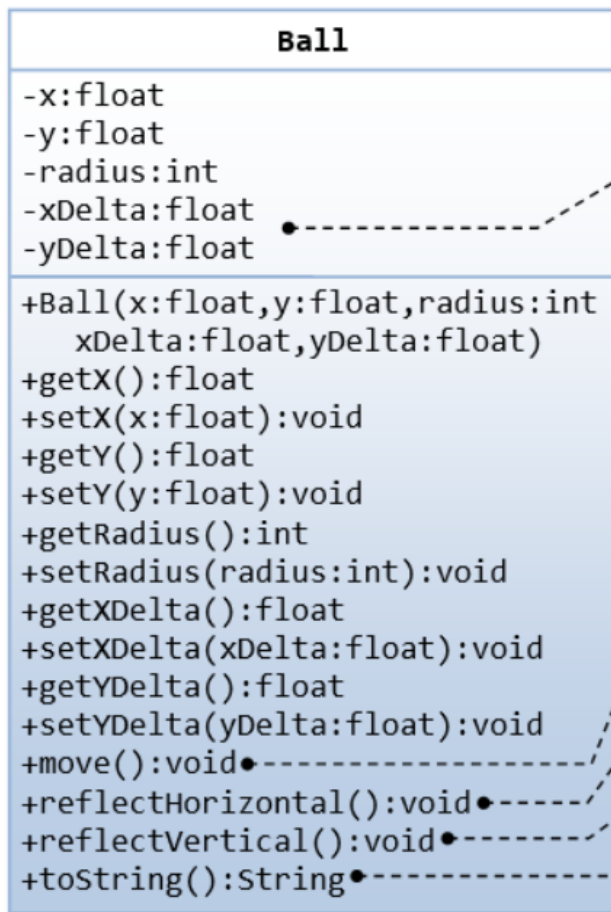 Ball
-x:float
-y:float
-radius:int
-xDelta:float
-yDelta:float
+Ball(x:float,y:float,radius:int
xDelta:float,yDelta:float)
+getX():float
+setX(x:float):void
+getY():float
+setY(y:float):void
+getRadius():int
+setRadius(radius:int):void
+getXDelta():float
+setXDelta(xDelta:float):void
+getYDelta():float
+setYDelta(yDelta:float):void
+move():void
+reflectHorizontal():void
+reflectVertical():void
+toString():String